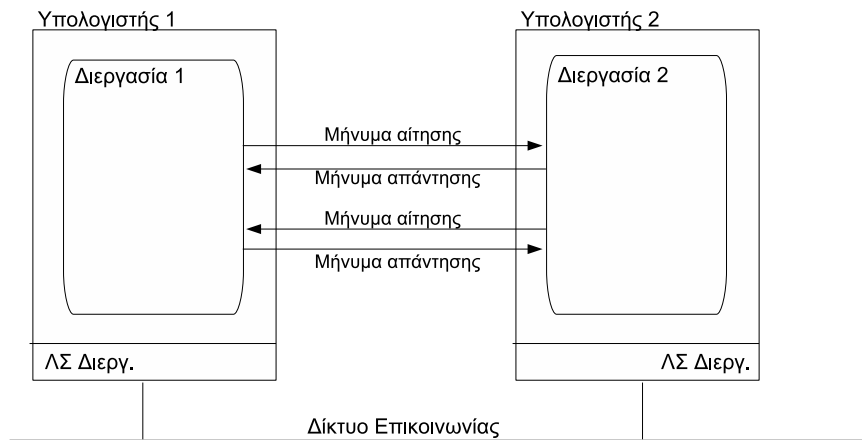 Υπολογιστής 1
Υπολογιστής 2
Διεργασία 1
Διεργασία 2
Μήνυμα αίτησης
Μήνυμα απάντησης
Μήνυμα αίτησης
Μήνυμα απάντησης
ΛΣ Διεργ.
ΛΣ Διεργ.
Δίκτυο Επικοινωνίας